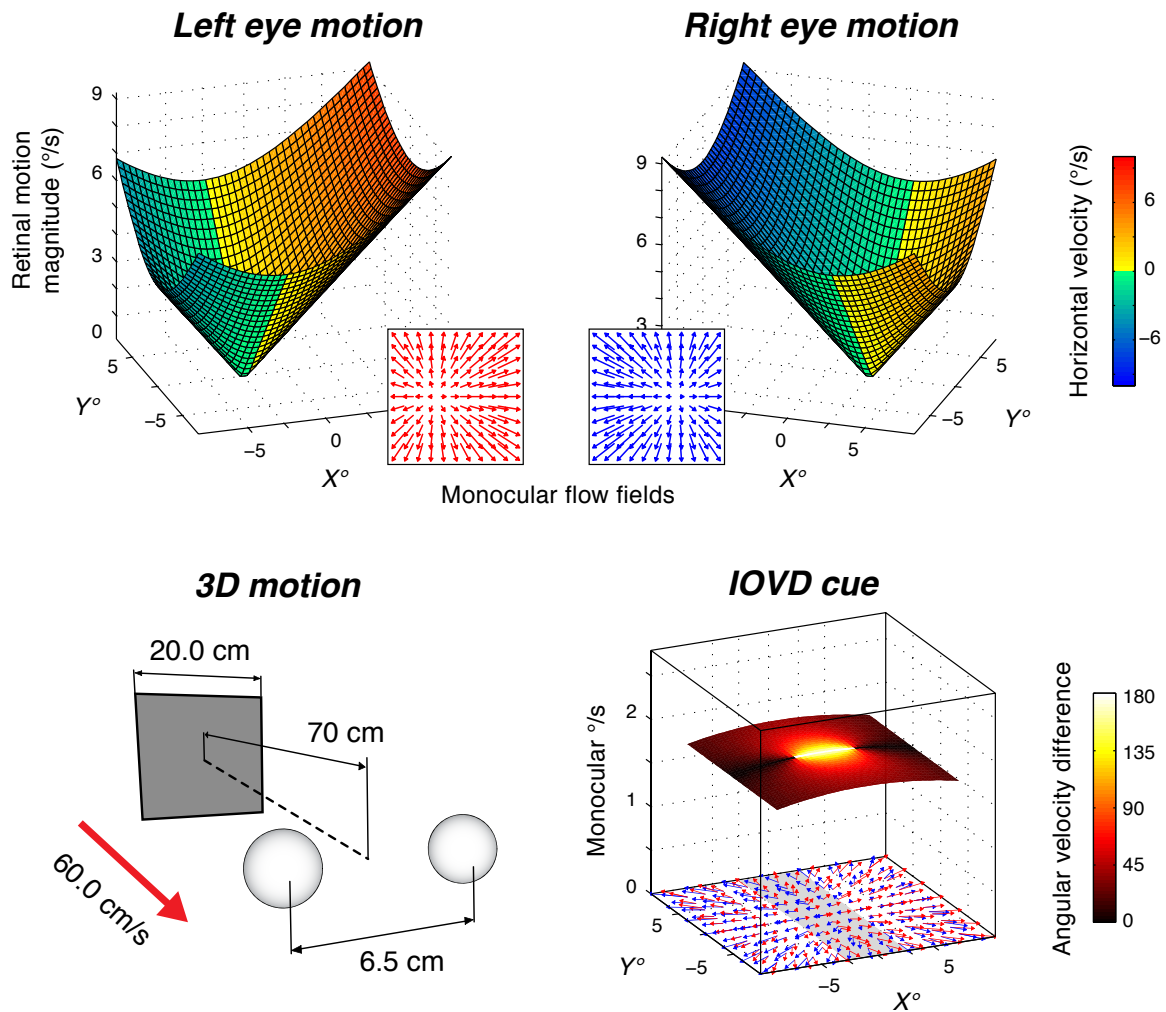 Left eye motion
Right eye motion
Retinal motion
magnitude (°/s)
9
6
3
0
5
−5
Y°
−5
0
X°
9
6
3
0
5
X°
5
−5
Y°
Horizontal velocity (°/s)
6
0
−6
Monocular flow fields
3D motion
20.0 cm
70 cm
60.0 cm/s
6.5 cm
IOVD cue
Monocular °/s
2
1
0
5
−5
Y°
−5
5
X°
Angular velocity difference
180
135
90
45
0